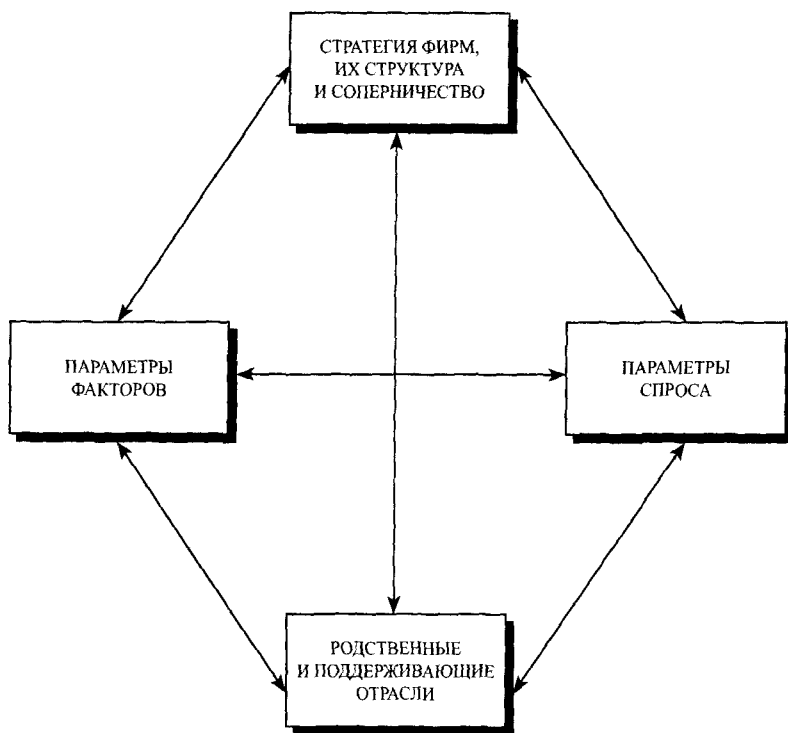 СТРАТЕГИЯ ФИРМ,
ИХ СТРУКТУРА
И СОПЕРНИЧЕСТВО
ПАРАМЕТРЫ
ФАКТОРОВ
ПАРАМЕТРЫ
СПРОСА
РОДСТВЕННЫЕ
И ПОДДЕРЖИВАЮЩИЕ
ОТРАСЛИ